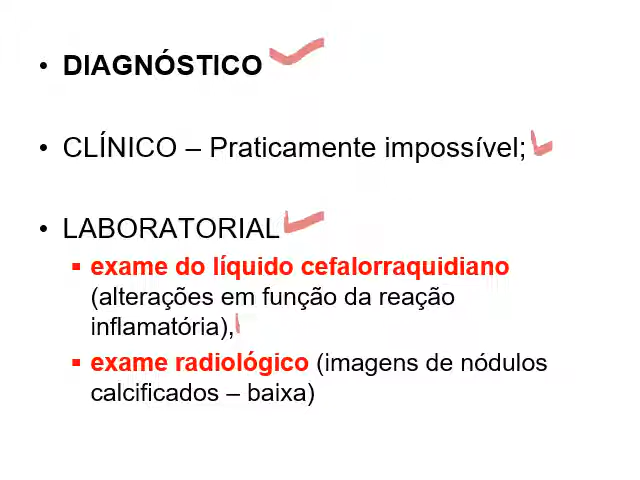 • DIAGNÓSTICO
• CLÍNICO – Praticamente impossível;
• LABORATORIAL
▪ exame do líquido cefalorraquidiano
(alterações em função da reação
inflamatória),
▪ exame radiológico (imagens de nódulos
calcificados – baixa)